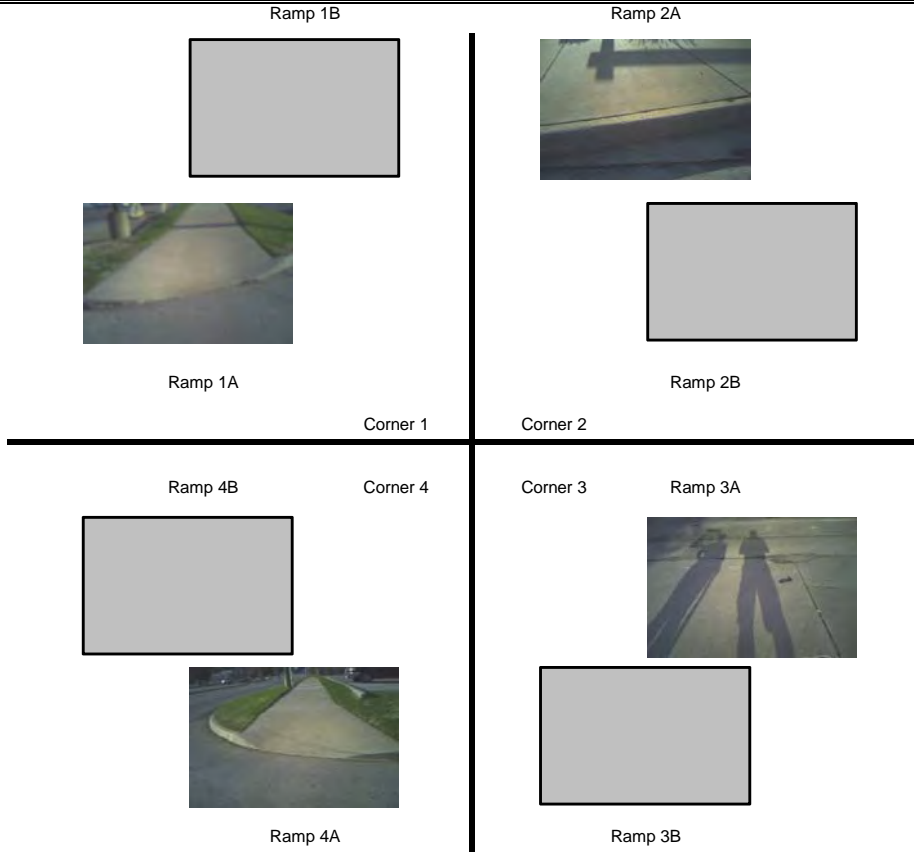 Ramp 1B
Ramp 2A
Ramp 1A
Ramp 2B
Corner 1
Corner 2
Ramp 4B
Corner 4
Corner 3
Ramp 3A
Ramp 4A
Ramp 3B